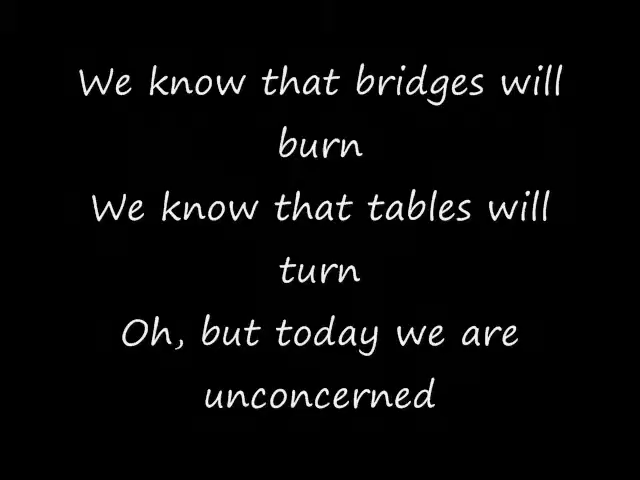 We know that bridges will
burn
We know that tables will
turn
Oh, but today we are
unconcerned